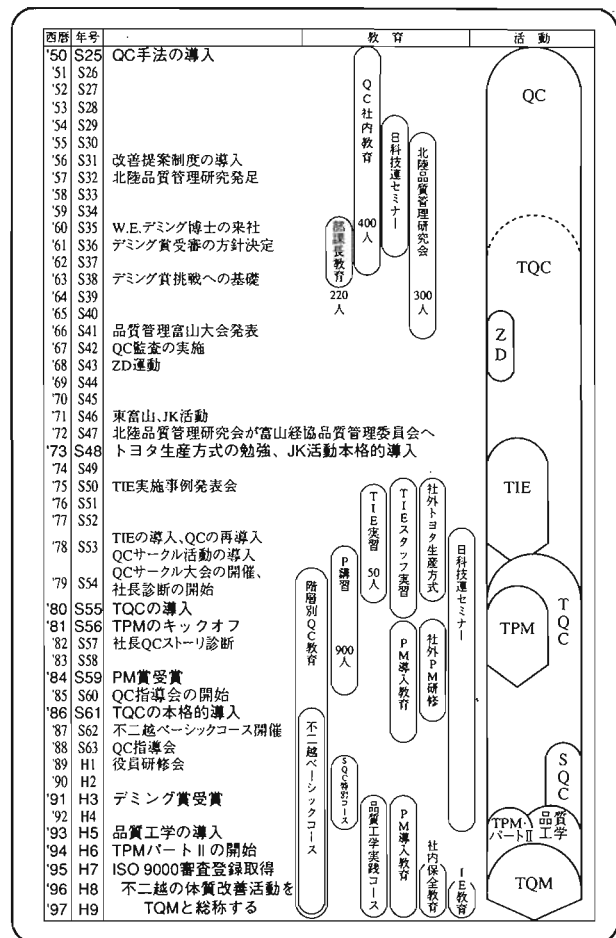 西暦 年号 教育 活動
'50 S25 QC手法の導入
'51 S26
'52 S27
'53 S28
'54 S29
'55 S30
'56 S31 改善提案制度の導入
'57 S32 北陸品質管理研究発足
'58 S33
'59 S34
'60 S35 W.E.デミング博士の来社
'61 S36 デミング賞受審の方針決定
'62 S37
'63 S38 デミング賞挑戦への基礎
'64 S39
'65 S40
'66 S41 品質管理富山大会発表
'67 S42 QC監査の実施
'68 S43 ZD運動
'69 S44
'70 S45
'71 S46 東富山、JK活動
'72 S47 北陸品質管理研究会が富山経協品質管理委員会へ
'73 S48 トヨタ生産方式の勉強、JK活動本格的導入
'74 S49
'75 S50 TIE実施事例発表会
'76 S51
'77 S52
'78 S53 TIEの導入、QCの再導入
QCサークル活動の導入
'79 S54 QCサークル大会の開催、
社長診断の開始
'80 S55 TQCの導入
'81 S56 TPMのキックオフ
'82 S57 社長QCストーリ診断
'83 S58
'84 S59 PM賞受賞
'85 S60 QC指導会の開始
'86 S61 TQCの本格的導入
'87 S62 不二越ベーシックコース開催
'88 S63 QC指導会
'89 H1 役員研修会
'90 H2
'91 H3 デミング賞受賞
'92 H4
'93 H5 品質工学の導入
'94 H6 TPMパートⅡの開始
'95 H7 ISO 9000審査登録取得
'96 H8 不二越の体質改善活動を
'97 H9 TQMと総称する
QC社内教育 400人
日科技連セミナー
北陸品質管理研究会 300人
部課長教育 220人
TIE実習 50人
TIEスタッフ実習
社外トヨタ生産方式
日科技連セミナー
P講習 900人
階層別QC教育
PM導入教育
社外PM研修
不二越ベーシックコース
SQC特別コース
品質工学実践コース
PM導入教育
社内保全教育
IE教育
QC
TQC
ZD
TIE
TQC
TPM
SQC
TPM・パートⅡ
品質工学
TQM